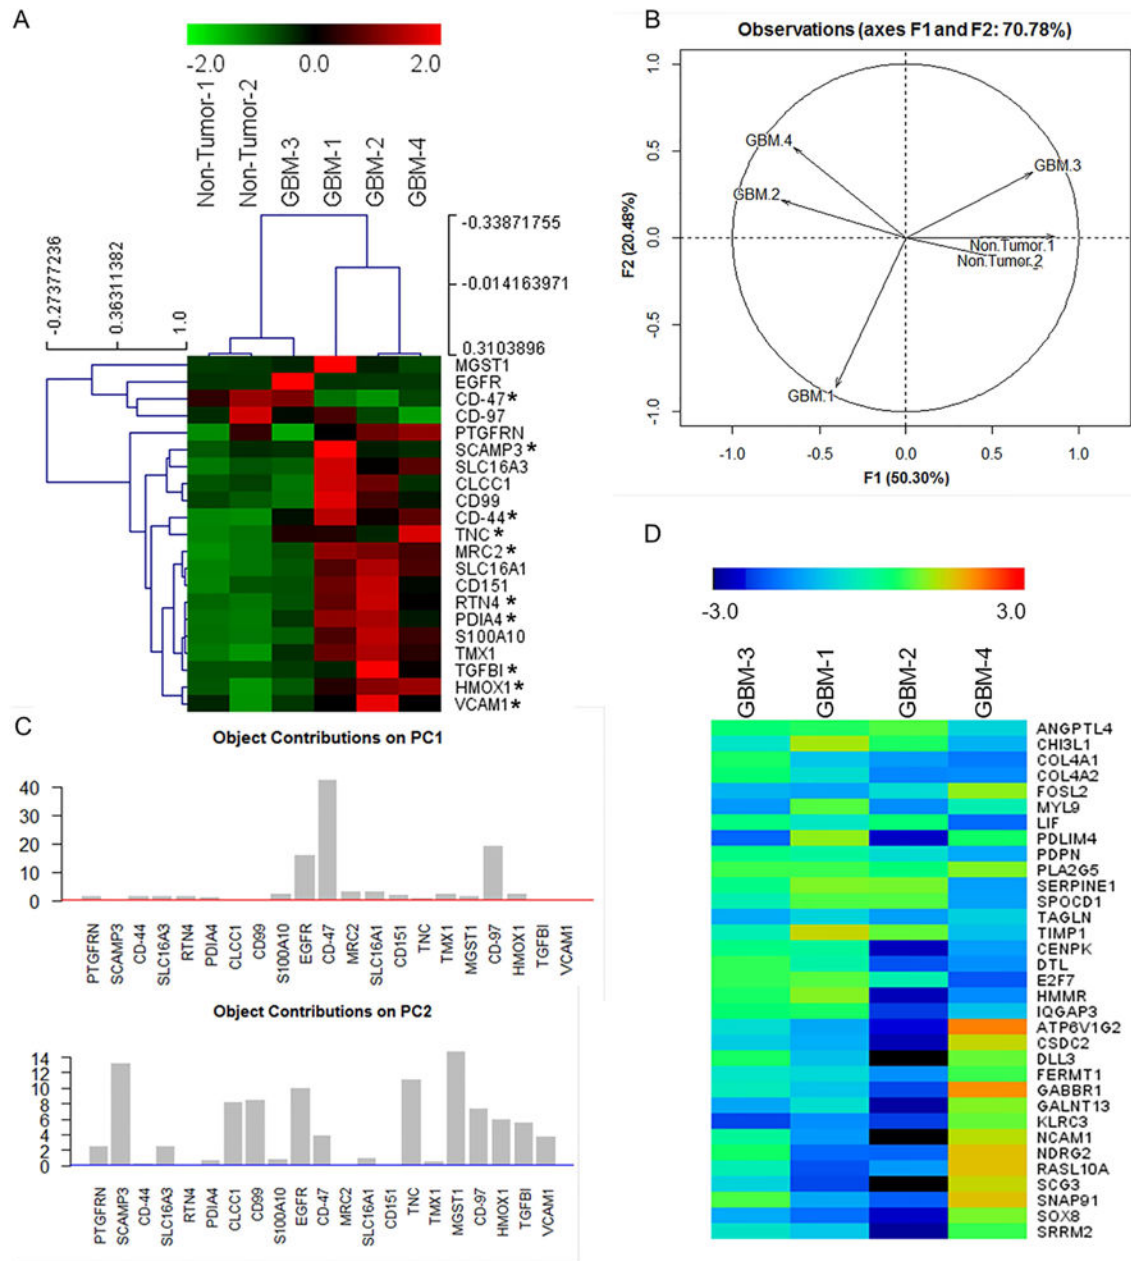 A
-2.0 0.0 2.0
Non-Tumor-1
Non-Tumor-2
GBM-3
GBM-1
GBM-2
GBM-4
-0.33871755
-0.014163971
0.3103896
-0.27377236
0.36311382
1.0
MGST1
EGFR
CD-47*
CD-97
PTGFRN
SCAMP3*
SLC16A3
CLCC1
CD99
CD-44*
TNC*
MRC2*
SLC16A1
CD151
RTN4*
PDIA4*
S100A10
TMX1
TGFBI*
HMOX1*
VCAM1*
B
Observations (axes F1 and F2: 70.78%)
F2 (20.48%)
1.0
0.5
0.0
-0.5
-1.0
GBM.4
GBM.2
GBM.3
Non.Tumor.1
Non.Tumor.2
GBM.1
-1.0 -0.5 0.0 0.5 1.0
F1 (50.30%)
C
Object Contributions on PC1
40
30
20
10
0
PTGFRN
SCAMP3
CD-44
SLC16A3
RTN4
PDIA4
CLCC1
CD99
S100A10
EGFR
CD-47
MRC2
SLC16A1
CD151
TNC
TMX1
MGST1
CD-97
HMOX1
TGFBI
VCAM1
Object Contributions on PC2
14
12
10
8
6
4
2
0
PTGFRN
SCAMP3
CD-44
SLC16A3
RTN4
PDIA4
CLCC1
CD99
S100A10
EGFR
CD-47
MRC2
SLC16A1
CD151
TNC
TMX1
MGST1
CD-97
HMOX1
TGFBI
VCAM1
D
-3.0 3.0
GBM-3
GBM-1
GBM-2
GBM-4
ANGPTL4
CHI3L1
COL4A1
COL4A2
FOSL2
MYL9
LIF
PDLIM4
PDPN
PLA2G5
SERPINE1
SPOCD1
TAGLN
TIMP1
CENPK
DTL
E2F7
HMMR
IQGAP3
ATP6V1G2
CSDC2
DLL3
FERMT1
GABBR1
GALNT13
KLRC3
NCAM1
NDRG2
RASL10A
SCG3
SNAP91
SOX8
SRRM2